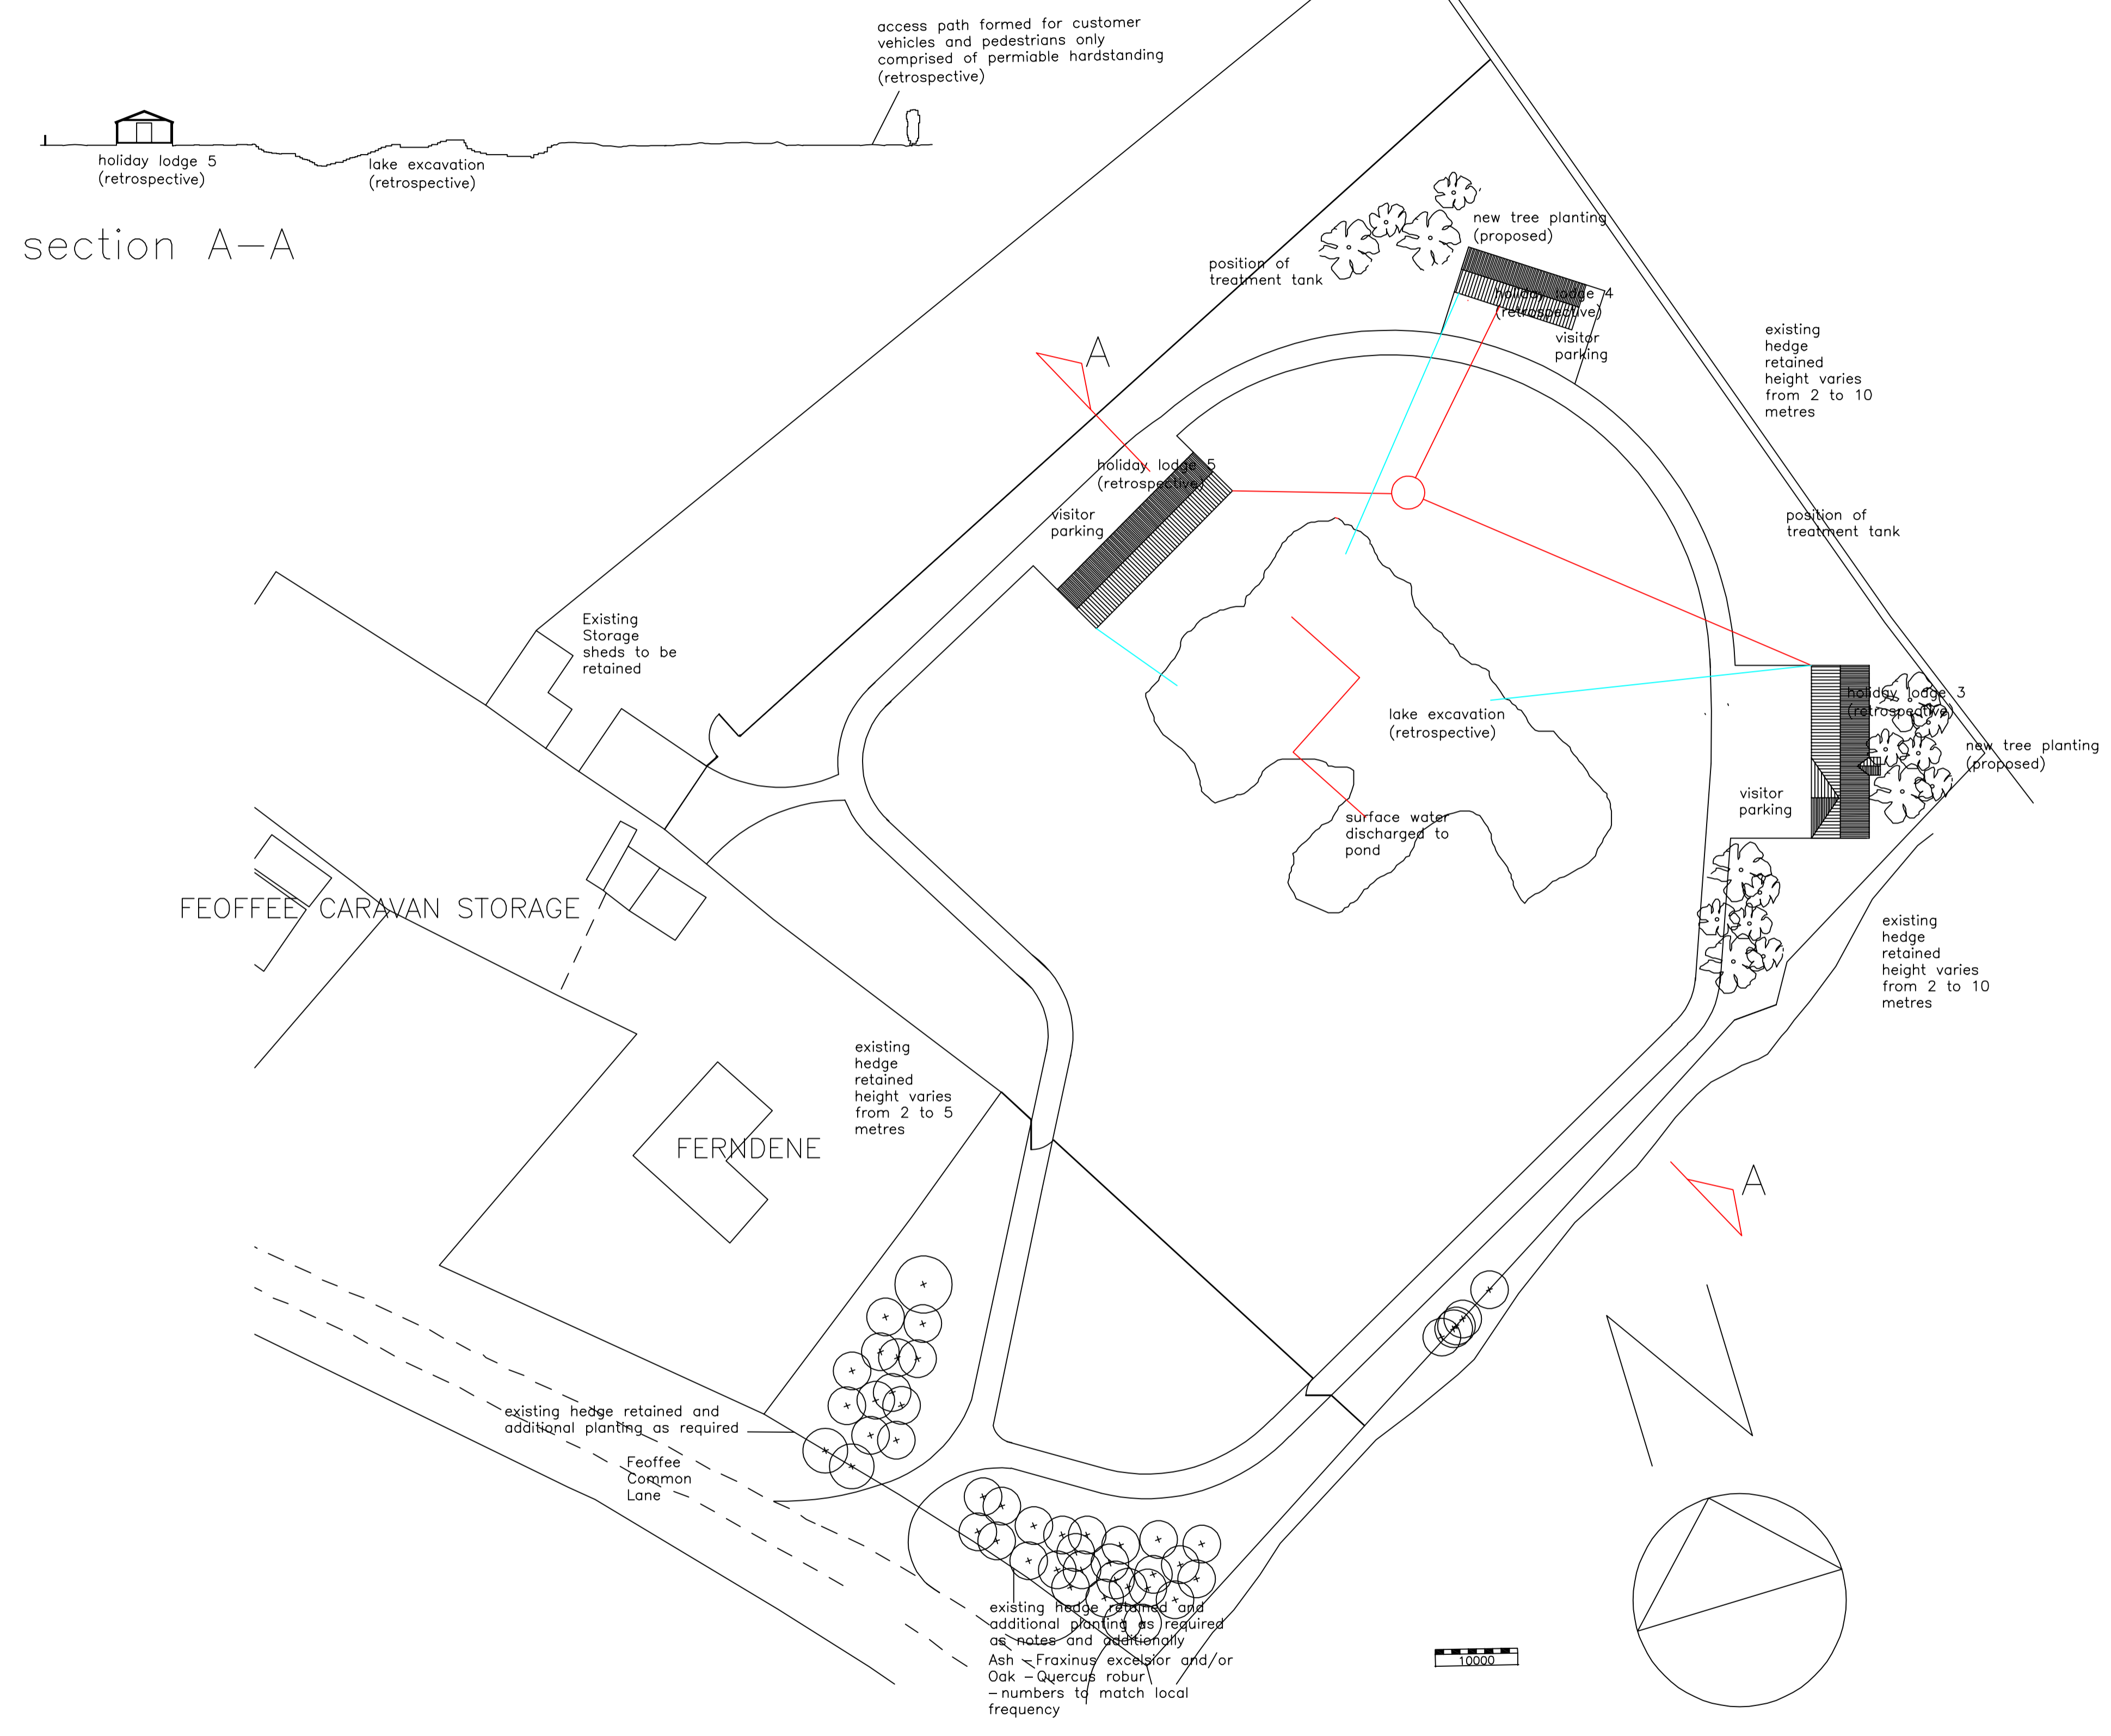 access path formed for customer
vehicles and pedestrians only
comprised of permiable hardstanding
(retrospective)
holiday lodge 5
(retrospective)
lake excavation
(retrospective)
section A-A
new tree planting
(proposed)
position of
treatment tank
holiday lodge 4
(retrospective)
visitor
parking
existing
hedge
retained
height varies
from 2 to 10
metres
A
holiday lodge 5
(retrospective)
visitor
parking
position of
treatment tank
Existing
Storage
sheds to be
retained
holiday lodge 3
(retrospective)
lake excavation
(retrospective)
new tree planting
(proposed)
visitor
parking
surface water
discharged to
pond
FEOFFEE CARAVAN STORAGE
existing
hedge
retained
height varies
from 2 to 10
metres
existing
hedge
retained
height varies
from 2 to 5
metres
FERNDENE
A
existing hedge retained and
additional planting as required
Feoffee
Common
Lane
existing hedge retained and
additional planting as required
as notes and additionally
Ash -Fraxinus excelsior and/or
Oak -Quercus robur
-numbers to match local
frequency
10000
N